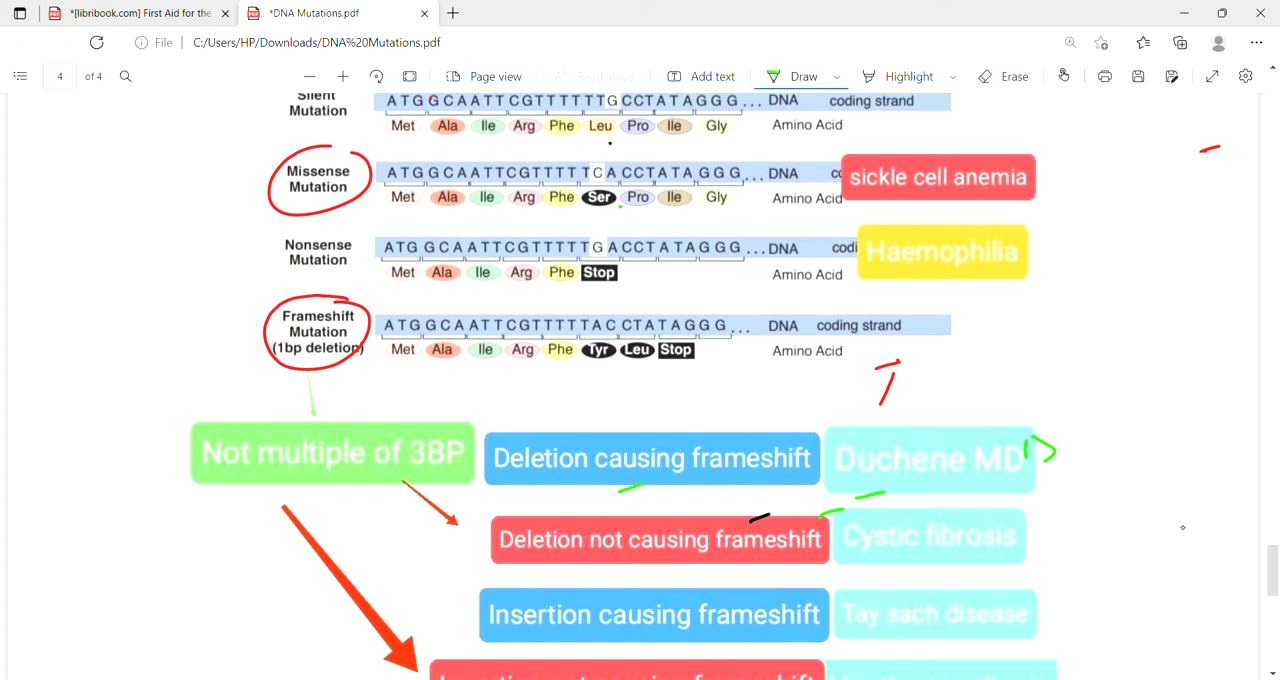 *[libribook.com] First Aid for the
*DNA Mutations.pdf
File
C:/Users/HP/Downloads/DNA%20Mutations.pdf
4 of 4
Page view
Read aloud
Add text
Draw
Highlight
Erase
Silent
Mutation
A T G G C A A T T C G T T T T T T G C C T A T A G G G ... DNA coding strand
Met Ala Ile Arg Phe Leu Pro Ile Gly Amino Acid
Missense
Mutation
A T G G C A A T T C G T T T T T C A C C T A T A G G G ... DNA
sickle cell anemia
Met Ala Ile Arg Phe Ser Pro Ile Gly Amino Acid
Nonsense
Mutation
A T G G C A A T T C G T T T T T G A C C T A T A G G G ... DNA codi
Haemophilia
Met Ala Ile Arg Phe Stop Amino Acid
Frameshift
Mutation
(1bp deletion)
A T G G C A A T T C G T T T T T A C C T A T A G G G ... DNA coding strand
Met Ala Ile Arg Phe Tyr Leu Stop Amino Acid
Not multiple of 3BP
Deletion causing frameshift
Duchene MD
Deletion not causing frameshift
Cystic fibrosis
Insertion causing frameshift
Tay sach disease